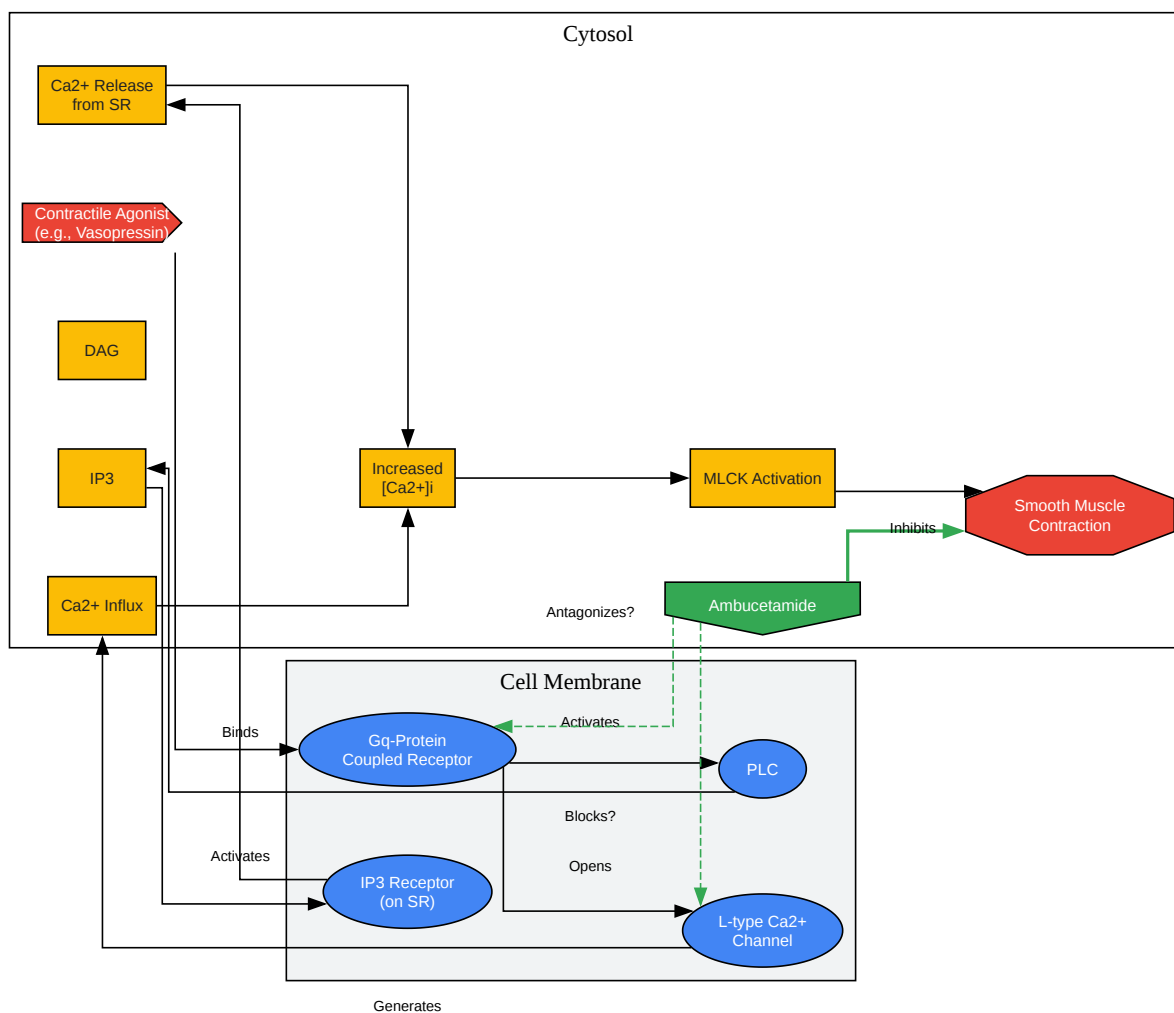 Cytosol
Ca2+ Release
from SR
Contractile Agonist
(e.g., Vasopressin)
DAG
IP3
Increased
[Ca2+]i
MLCK Activation
Smooth Muscle
Contraction
Inhibits
Ca2+ Influx
Antagonizes?
Ambucetamide
Cell Membrane
Binds
Activates
Gq-Protein
Coupled Receptor
PLC
Blocks?
Activates
Opens
IP3 Receptor
(on SR)
L-type Ca2+
Channel
Generates